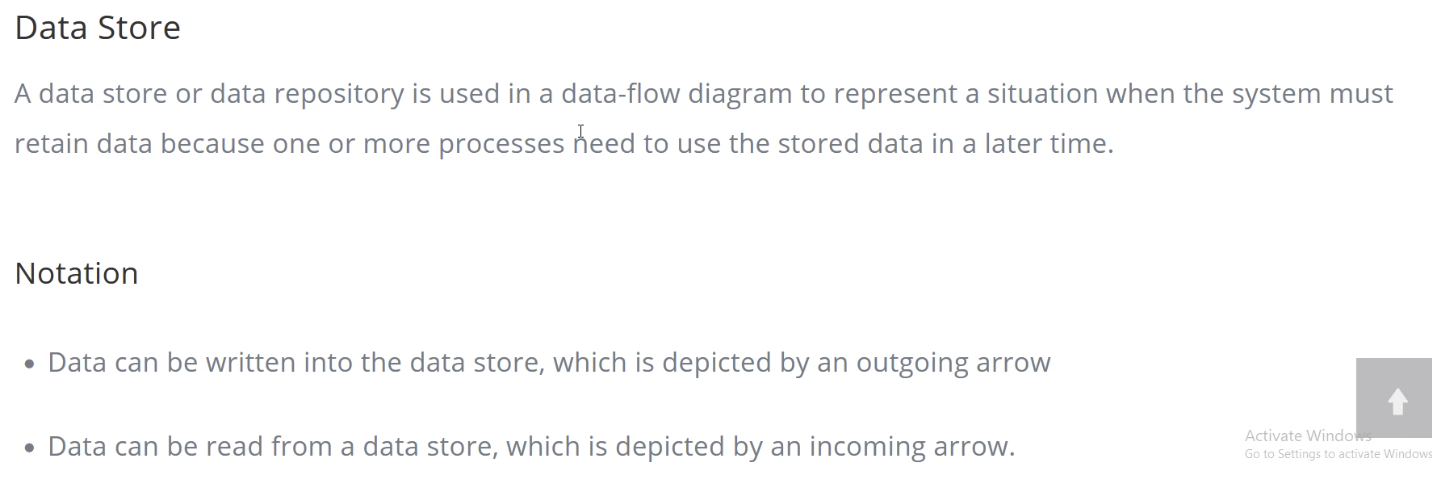 Data Store
A data store or data repository is used in a data-flow diagram to represent a situation when the system must
retain data because one or more processes need to use the stored data in a later time.
Notation
• Data can be written into the data store, which is depicted by an outgoing arrow
• Data can be read from a data store, which is depicted by an incoming arrow.
Activate Windows
Go to Settings to activate Windows